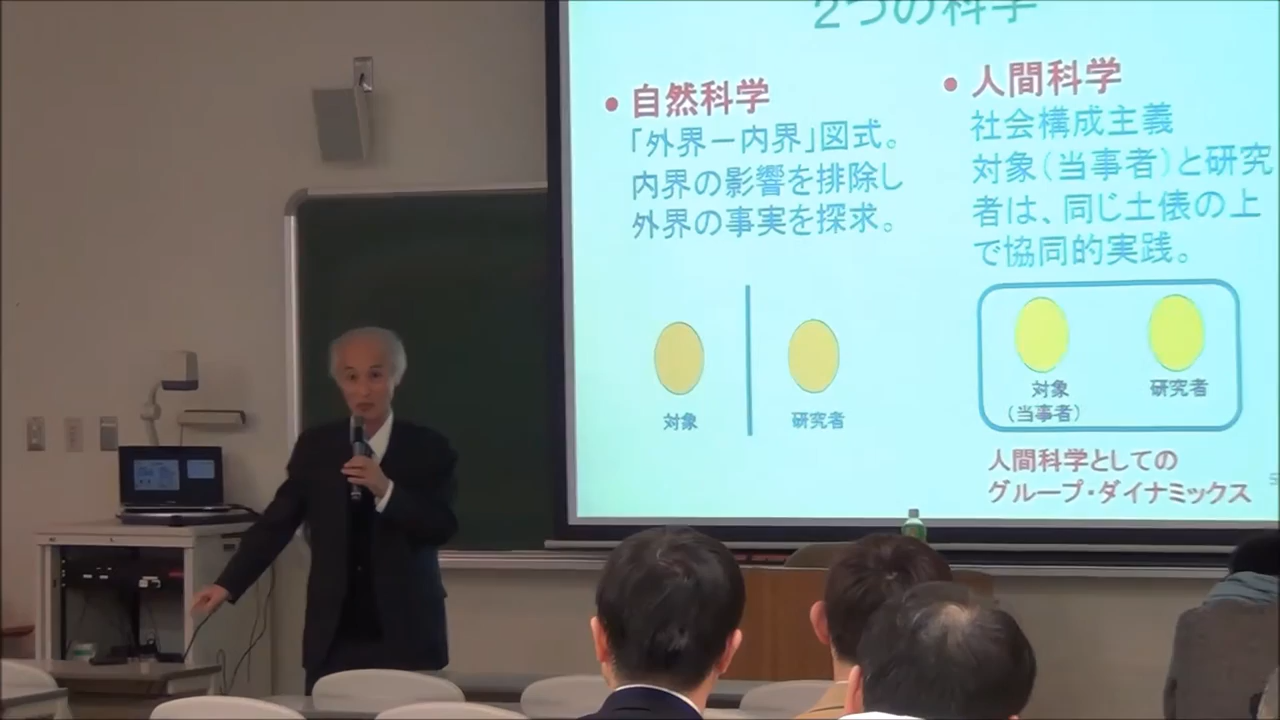 2つの科学
• 自然科学
「外界－内界」図式。
内界の影響を排除し
外界の事実を探求。
対象
研究者
• 人間科学
社会構成主義
対象（当事者）と研究
者は、同じ土俵の上
で協同的実践。
対象
（当事者）
研究者
人間科学としての
グループ・ダイナミックス